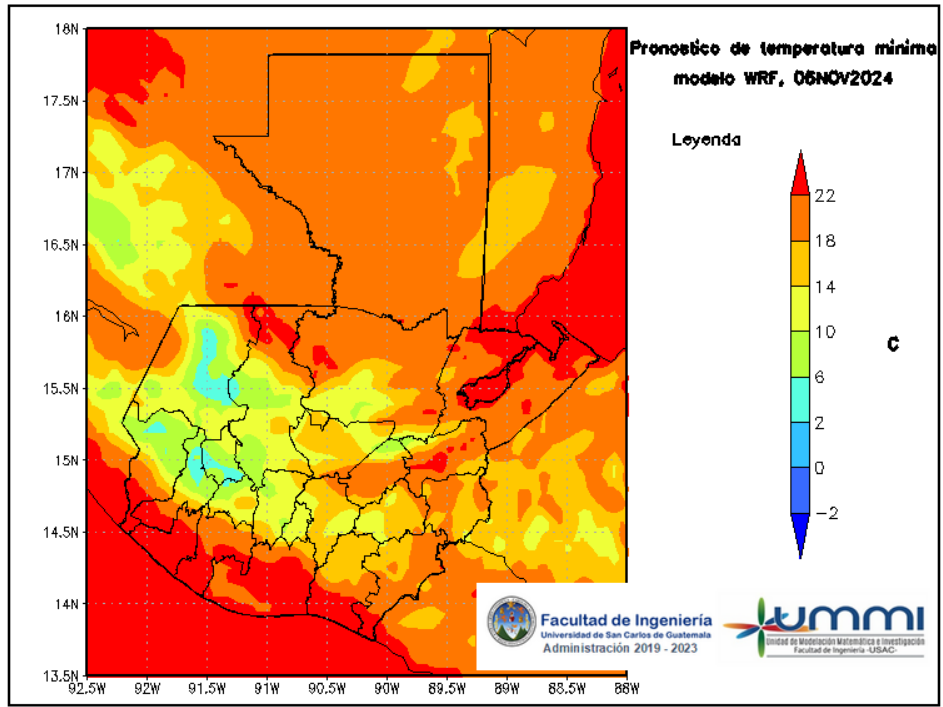 Pronostico de temperatura minima
modelo WRF, 06NOV2024
Leyenda
22
18
14
10
6
2
0
-2
C
18N
17.5N
17N
16.5N
16N
15.5N
15N
14.5N
14N
13.5N
92.5W
92W
91.5W
91W
90.5W
90W
89.5W
89W
88.5W
88W
Facultad de Ingeniería
Universidad de San Carlos de Guatemala
Administración 2019 - 2023
ummi
Unidad de Modelación Matemática e Investigación
Facultad de Ingeniería -USAC-